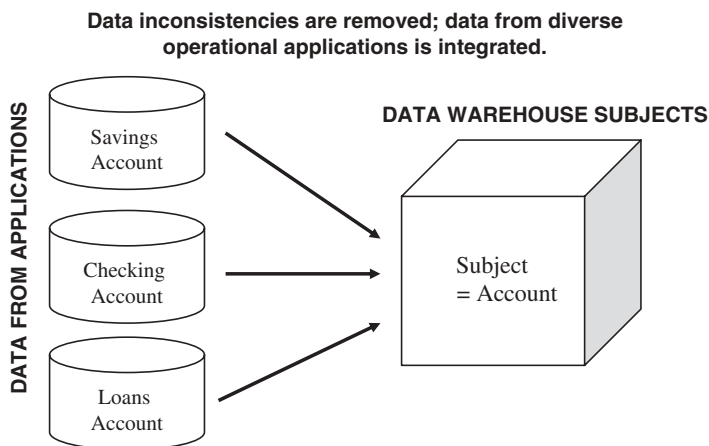 Data inconsistencies are removed; data from diverse
operational applications is integrated.
DATA FROM APPLICATIONS
Savings
Account
Checking
Account
Loans
Account
DATA WAREHOUSE SUBJECTS
Subject
= Account